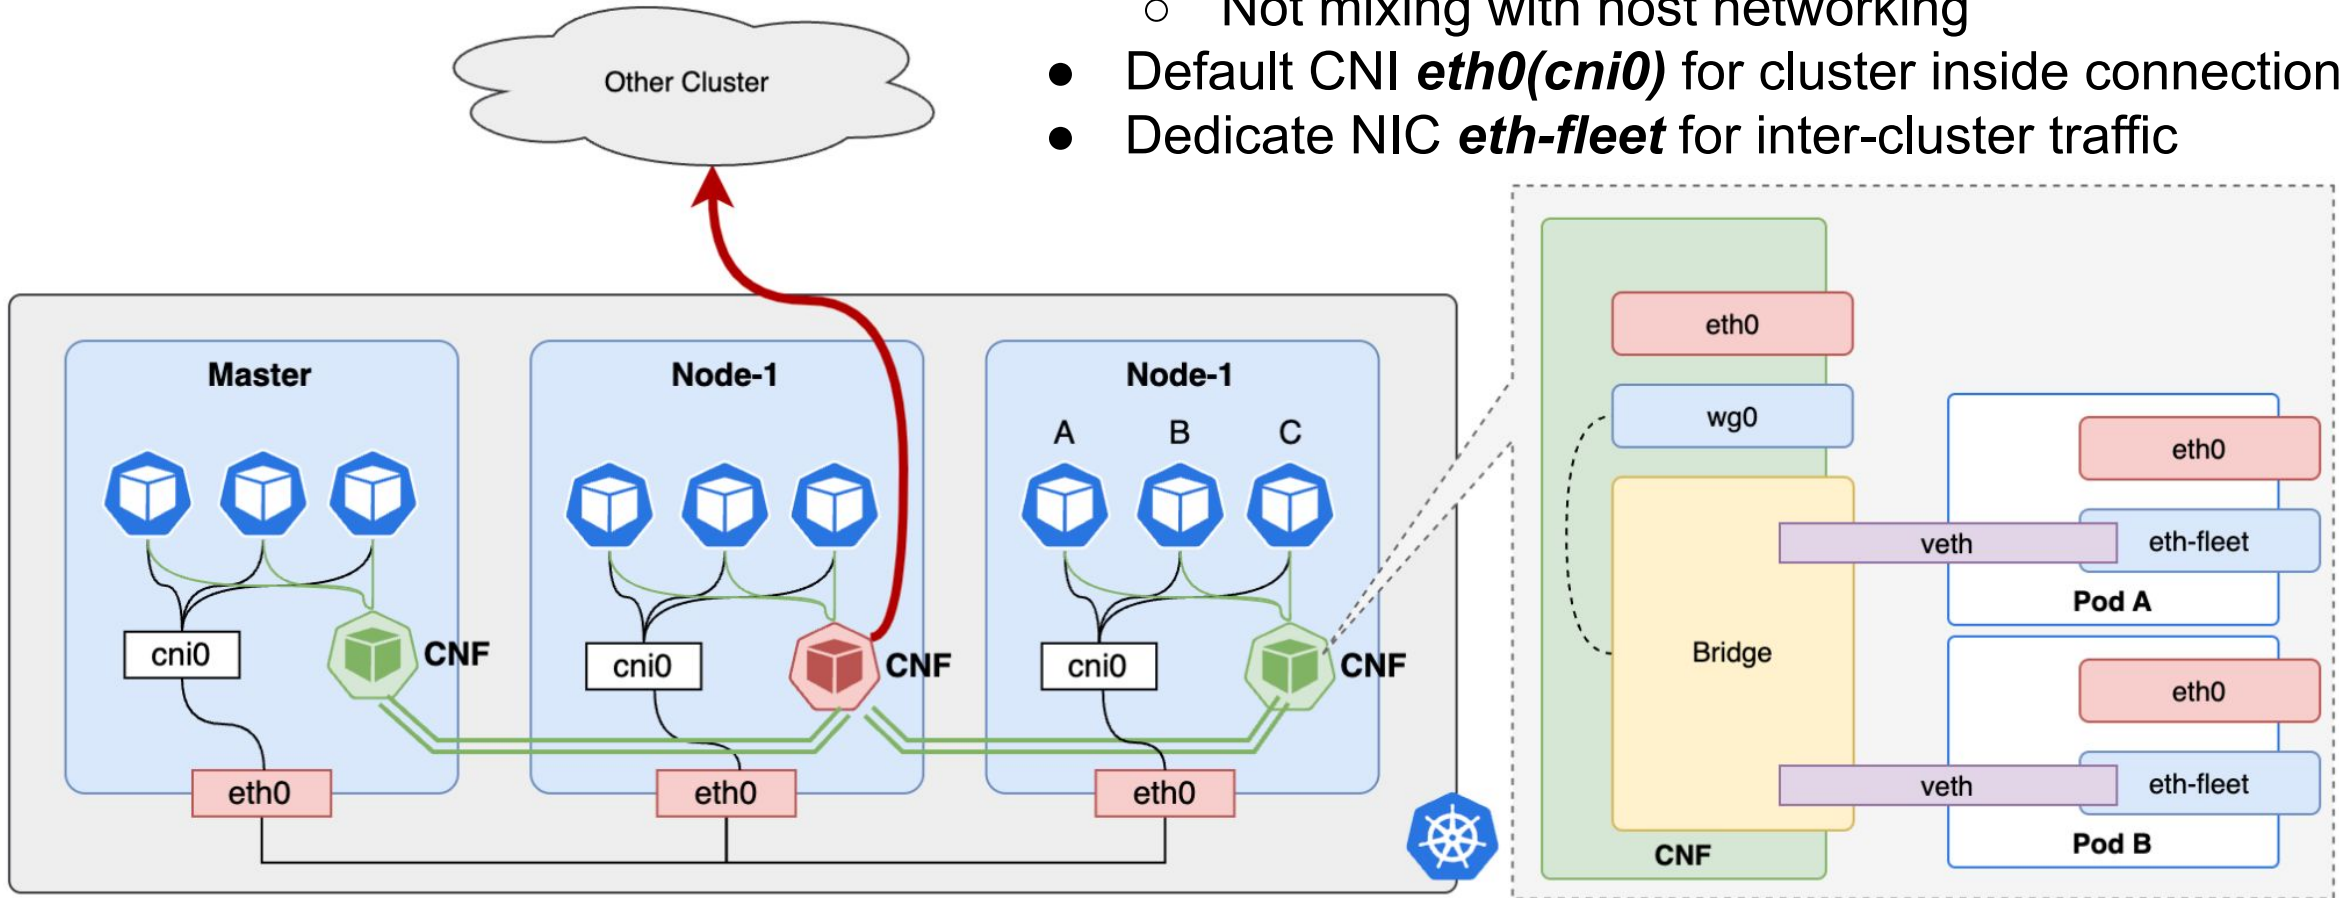 ○ Not mixing with host networking
● Default CNI eth0(cni0) for cluster inside connection
● Dedicate NIC eth-fleet for inter-cluster traffic
Other Cluster
Master
Node-1
Node-1
A B C
cni0
CNF
cni0
CNF
cni0
CNF
eth0
eth0
eth0
eth0
wg0
Bridge
CNF
veth
veth
eth0
eth-fleet
Pod A
eth0
eth-fleet
Pod B